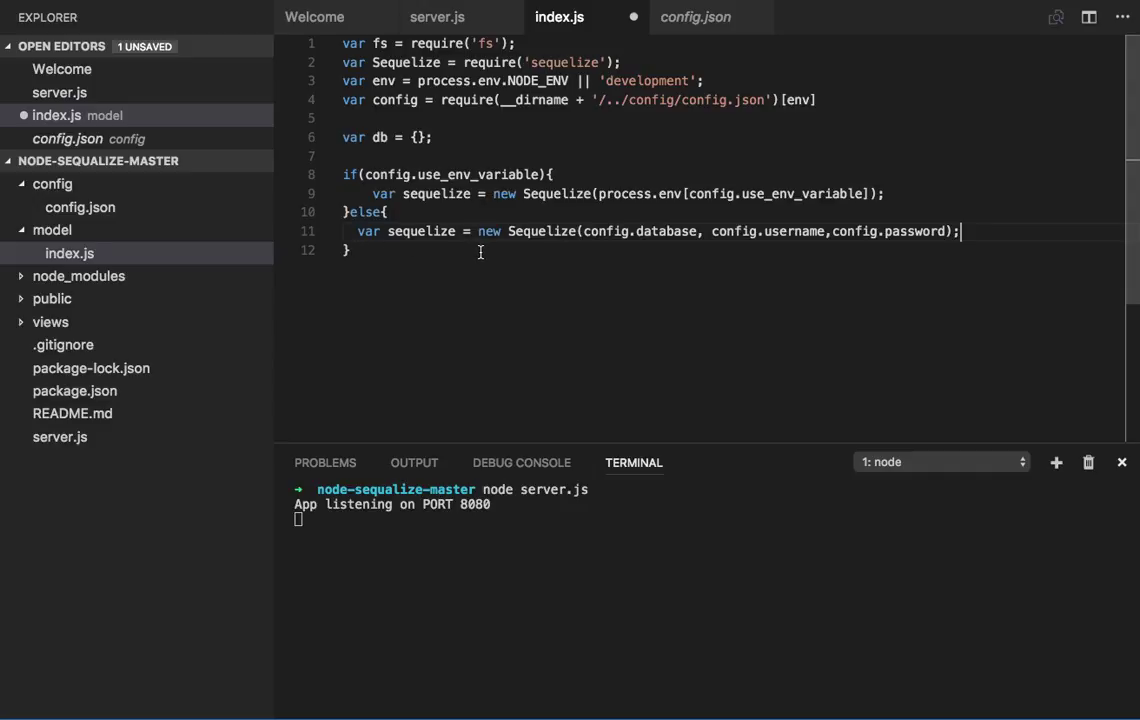 EXPLORER
OPEN EDITORS 1 UNSAVED
Welcome
server.js
index.js model
config.json config
NODE-SEQUALIZE-MASTER
config
config.json
model
index.js
node_modules
public
views
.gitignore
package-lock.json
package.json
README.md
server.js
Welcome server.js index.js config.json
1 var fs = require('fs');
2 var Sequelize = require('sequelize');
3 var env = process.env.NODE_ENV || 'development';
4 var config = require(__dirname + '/../config/config.json')[env]
5
6 var db = {};
7
8 if(config.use_env_variable){
9 var sequelize = new Sequelize(process.env[config.use_env_variable]);
10 }else{
11 var sequelize = new Sequelize(config.database, config.username,config.password);
12 }
PROBLEMS OUTPUT DEBUG CONSOLE TERMINAL 1: node
→ node-sequalize-master node server.js
App listening on PORT 8080